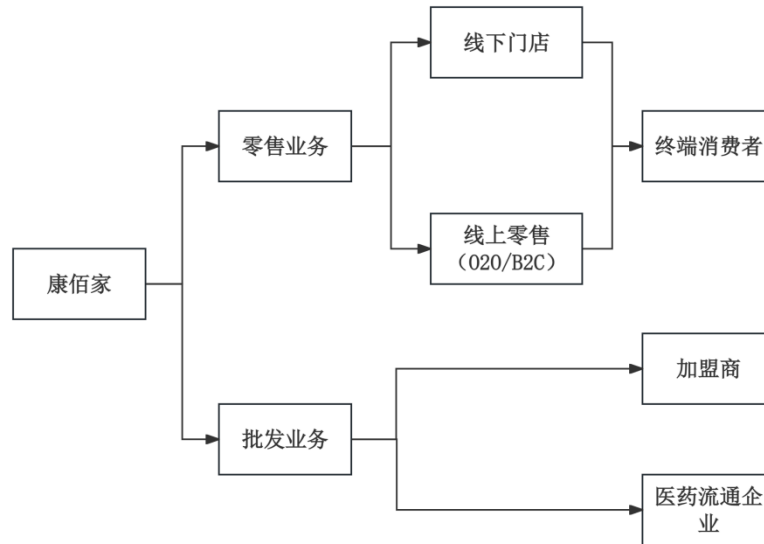 线下门店
零售业务
终端消费者
线上零售
（O2O/B2C）
康佰家
加盟商
批发业务
医药流通企
业